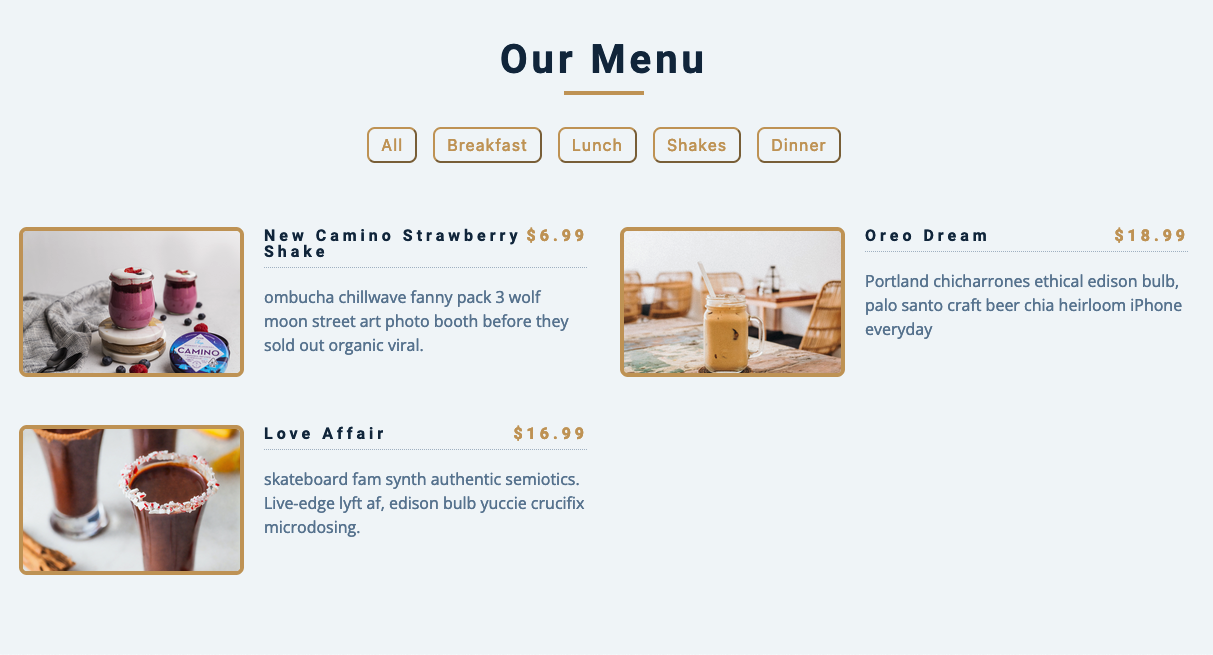 Our Menu
All Breakfast Lunch Shakes Dinner
New Camino Strawberry $6.99
Shake
ombucha chillwave fanny pack 3 wolf
moon street art photo booth before they
sold out organic viral.
CAMINO
Oreo Dream $18.99
Portland chicharrones ethical edison bulb,
palo santo craft beer chia heirloom iPhone
everyday
Love Affair $16.99
skateboard fam synth authentic semiotics.
Live-edge lyft af, edison bulb yuccie crucifix
microdosing.